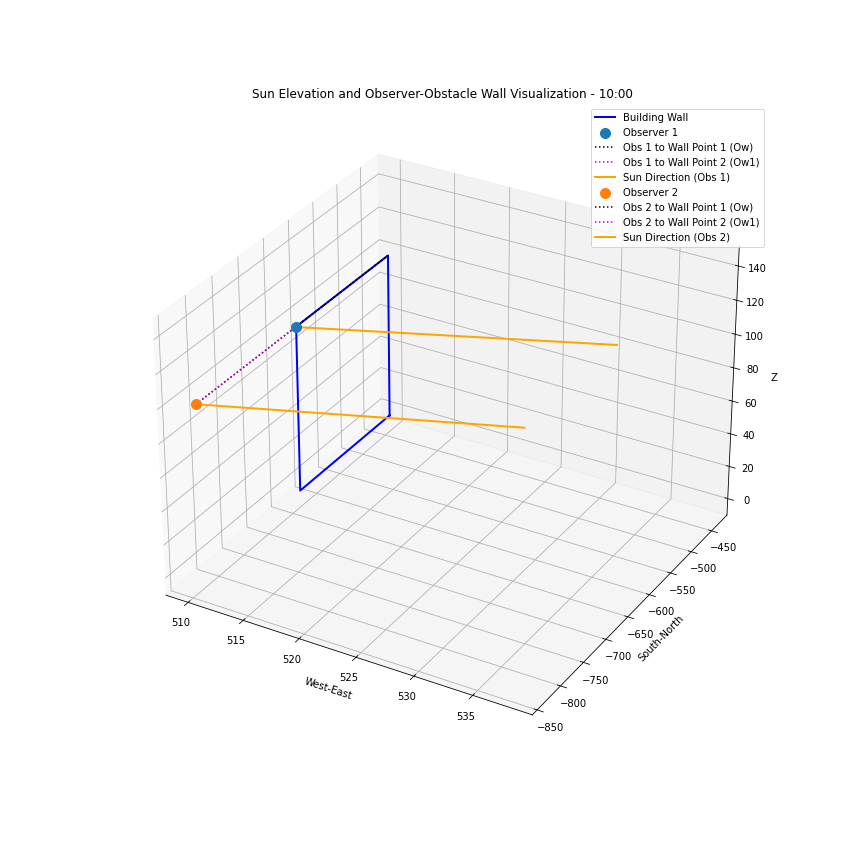 Sun Elevation and Observer-Obstacle Wall Visualization - 10:00
Building Wall
Observer 1
Obs 1 to Wall Point 1 (Ow)
Obs 1 to Wall Point 2 (Ow1)
Sun Direction (Obs 1)
Observer 2
Obs 2 to Wall Point 1 (Ow)
Obs 2 to Wall Point 2 (Ow1)
Sun Direction (Obs 2)
140
120
100
80
60
40
20
0
Z
−450
−500
−550
−600
−650
−700
−750
−800
−850
South-North
510
515
520
525
530
535
West-East